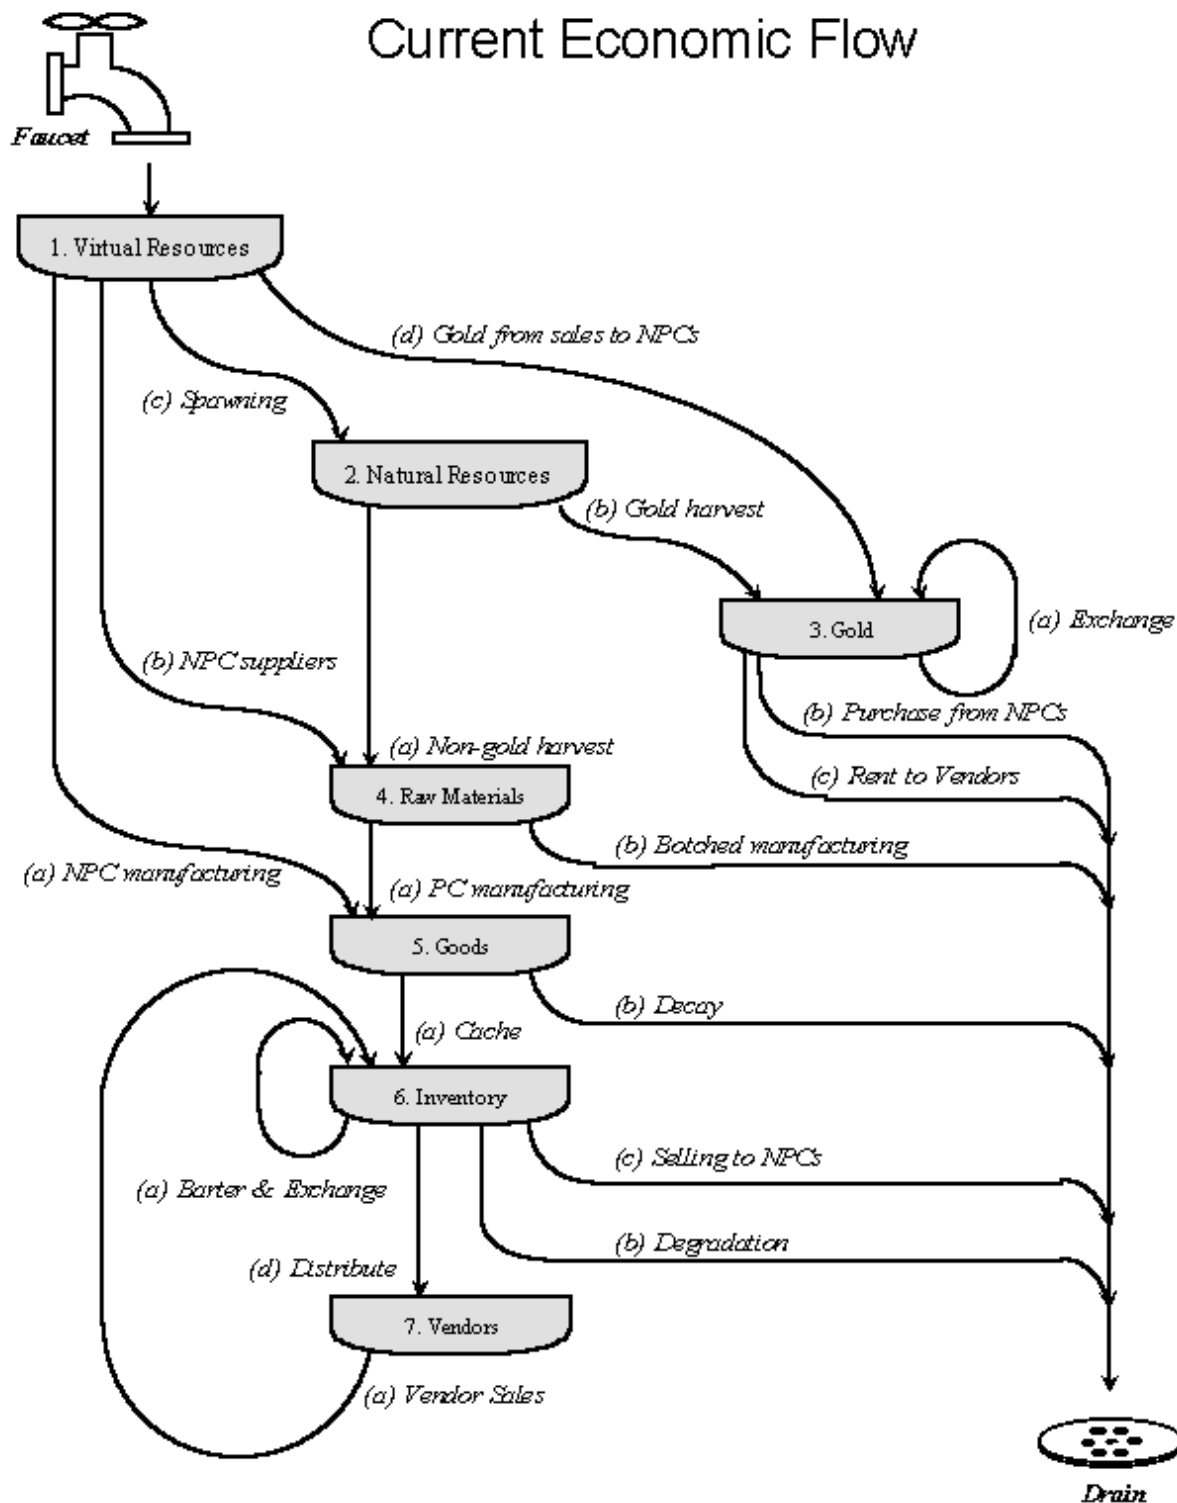 Current Economic Flow
Faucet
1. Virtual Resources
(d) Gold from sales to NPCs
(c) Spawning
2. Natural Resources
(b) Gold harvest
3. Gold
(a) Exchange
(b) NPC suppliers
(b) Purchase from NPCs
(a) Non-gold harvest
(c) Rent to Vendors
4. Raw Materials
(b) Botched manufacturing
(a) NPC manufacturing
(a) PC manufacturing
5. Goods
(b) Decay
(a) Cache
6. Inventory
(c) Selling to NPCs
(a) Barter & Exchange
(b) Degradation
(d) Distribute
7. Vendors
(a) Vendor Sales
Drain